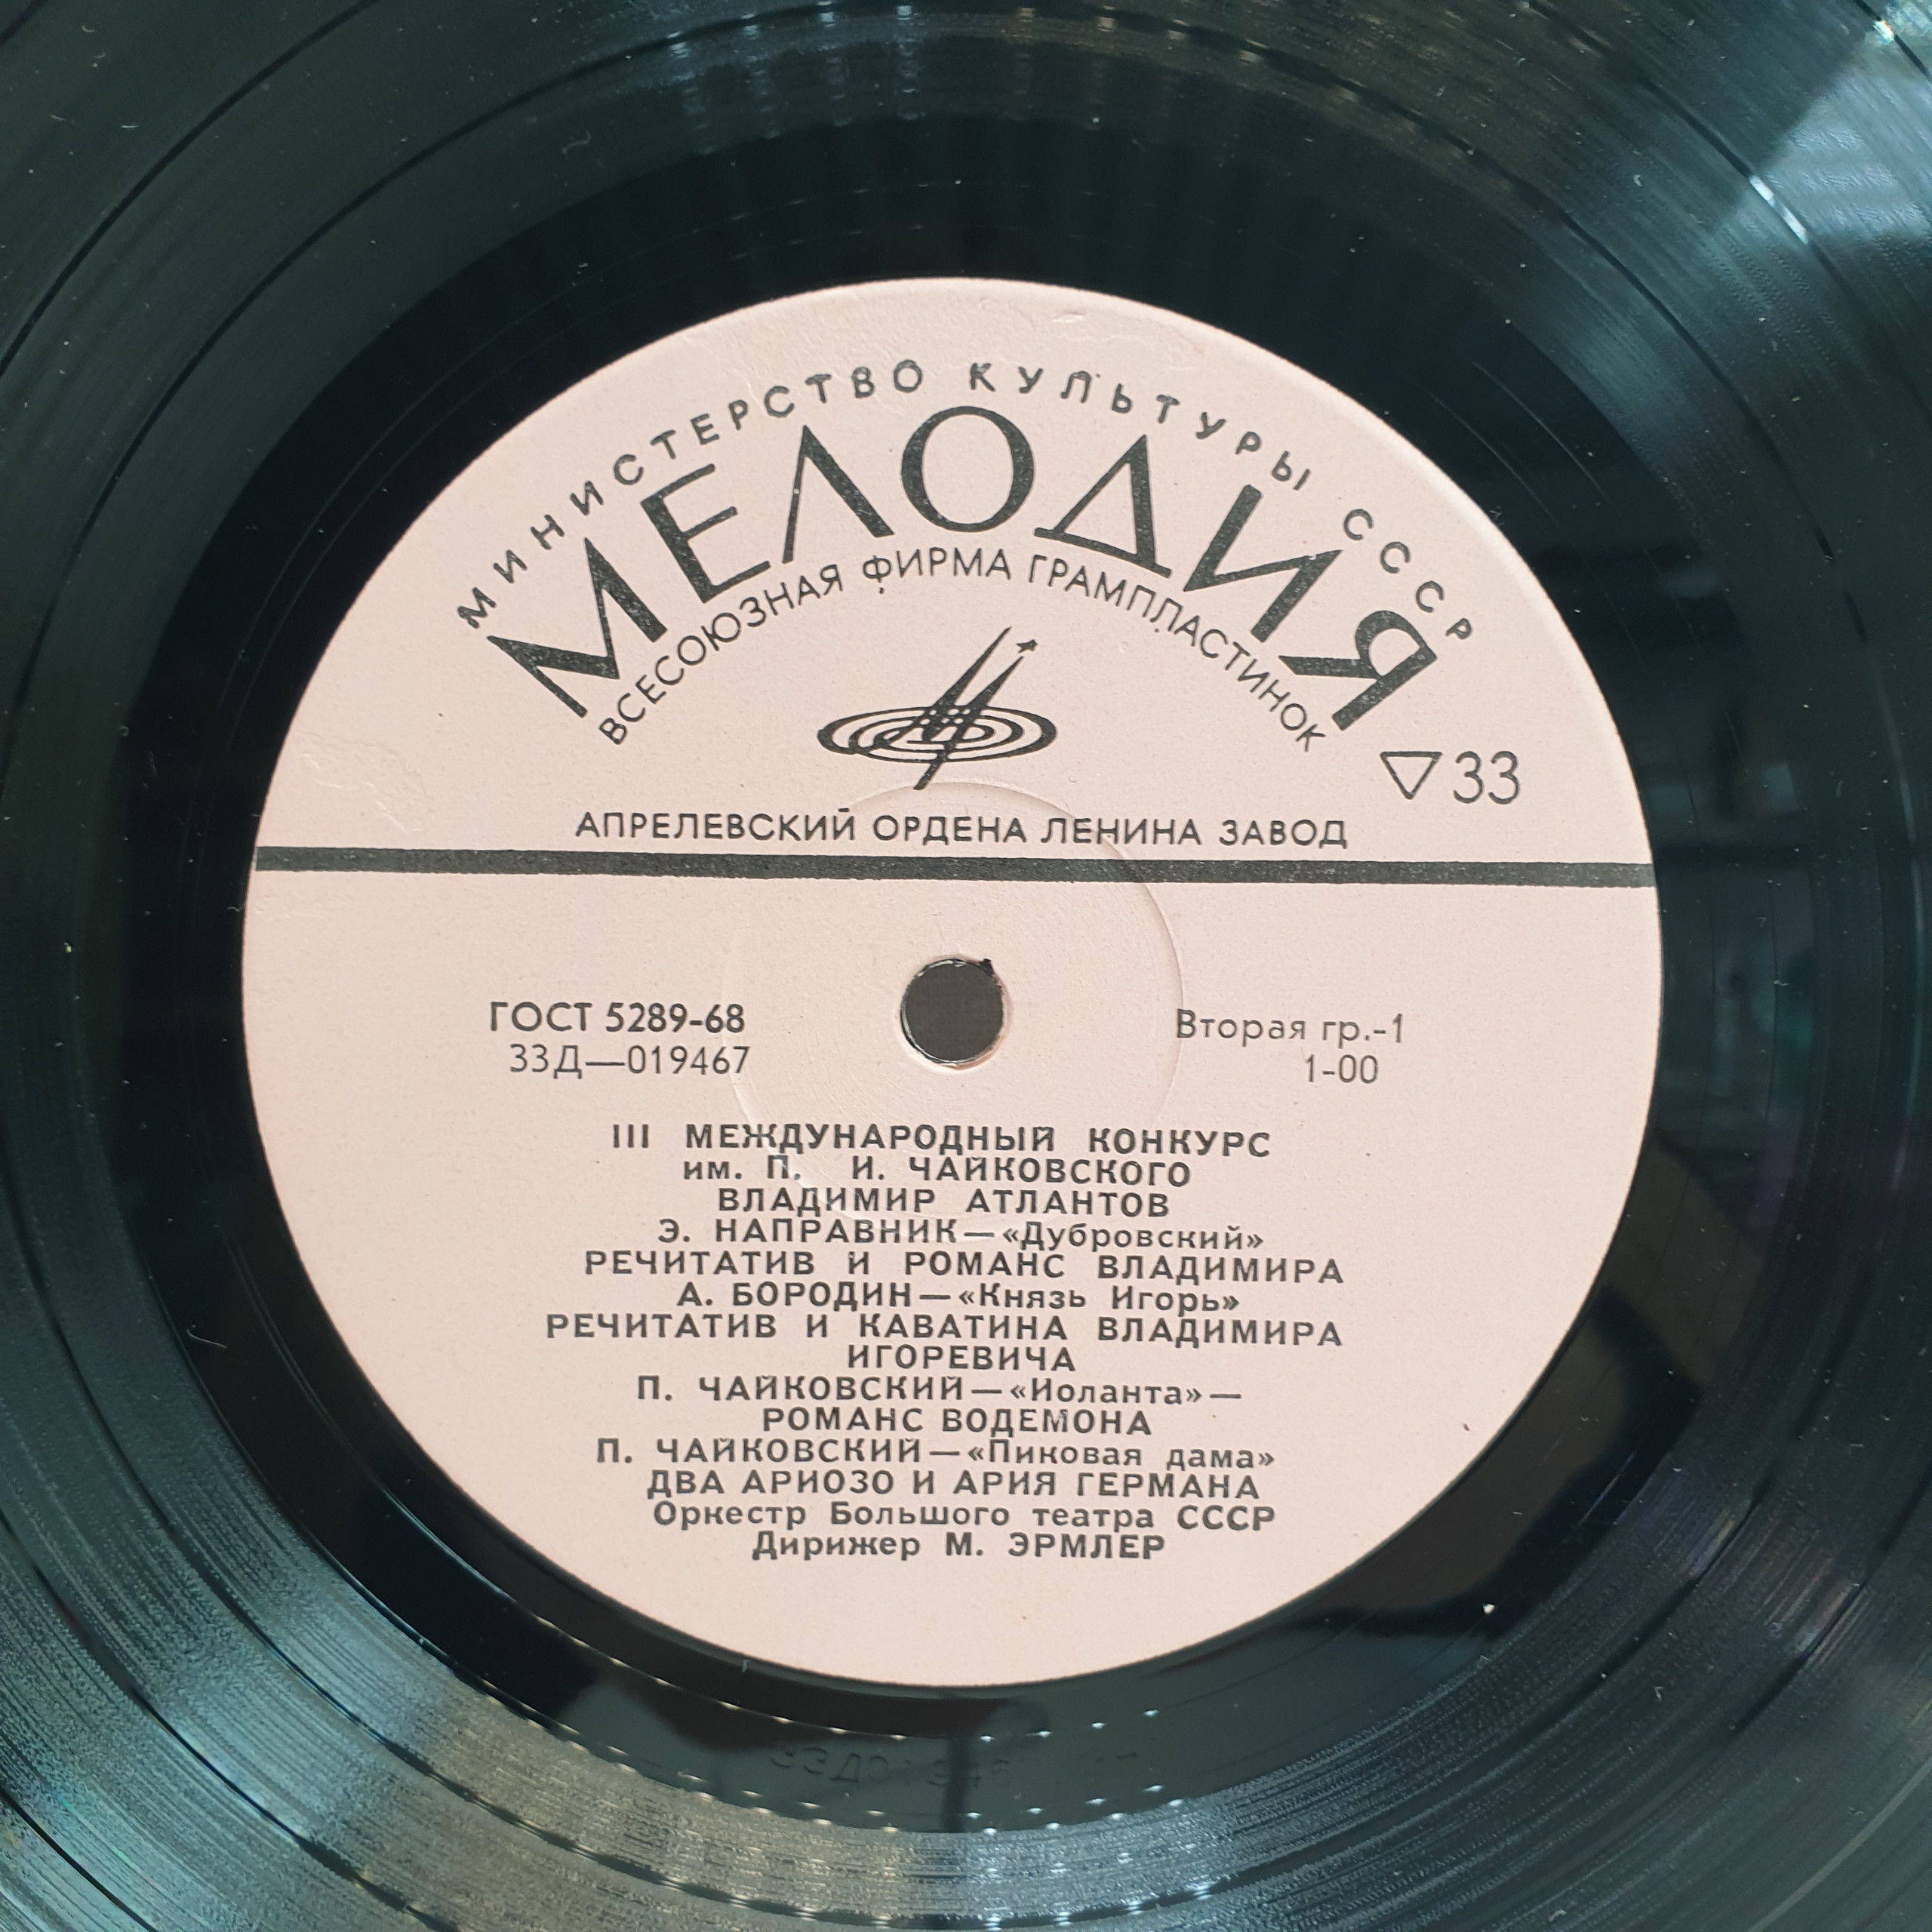 МИНИСТЕРСТВО КУЛЬТУРЫ СССР
МЕЛОДИЯ
ВСЕСОЮЗНАЯ ФИРМА ГРАМПЛАСТИНОК
▽33
АПРЕЛЕВСКИЙ ОРДЕНА ЛЕНИНА ЗАВОД
ГОСТ 5289-68
33Д—019467
Вторая гр.-1
1-00
III МЕЖДУНАРОДНЫЙ КОНКУРС
им. П. И. ЧАЙКОВСКОГО
ВЛАДИМИР АТЛАНТОВ
Э. НАПРАВНИК—«Дубровский»
РЕЧИТАТИВ И РОМАНС ВЛАДИМИРА
А. БОРОДИН—«Князь Игорь»
РЕЧИТАТИВ И КАВАТИНА ВЛАДИМИРА
ИГОРЕВИЧА
П. ЧАЙКОВСКИЙ—«Иоланта»—
РОМАНС ВОДЕМОНА
П. ЧАЙКОВСКИЙ—«Пиковая дама»
ДВА АРИОЗО И АРИЯ ГЕРМАНА
Оркестр Большого театра СССР
Дирижер М. ЭРМЛЕР